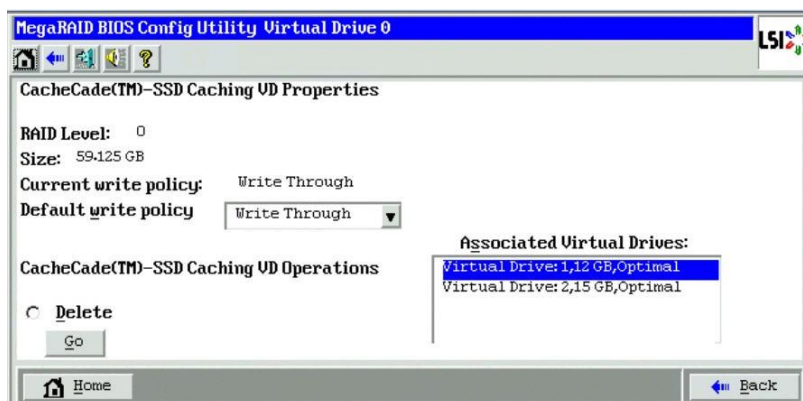 MegaRAID BIOS Config Utility Virtual Drive 0
LSI
CacheCade(TM)-SSD Caching VD Properties
RAID Level: 0
Size: 59.125 GB
Current write policy: Write Through
Default write policy Write Through
Associated Virtual Drives:
Virtual Drive: 1,12 GB,Optimal
Virtual Drive: 2,15 GB,Optimal
CacheCade(TM)-SSD Caching VD Operations
Delete
Go
Home
Back